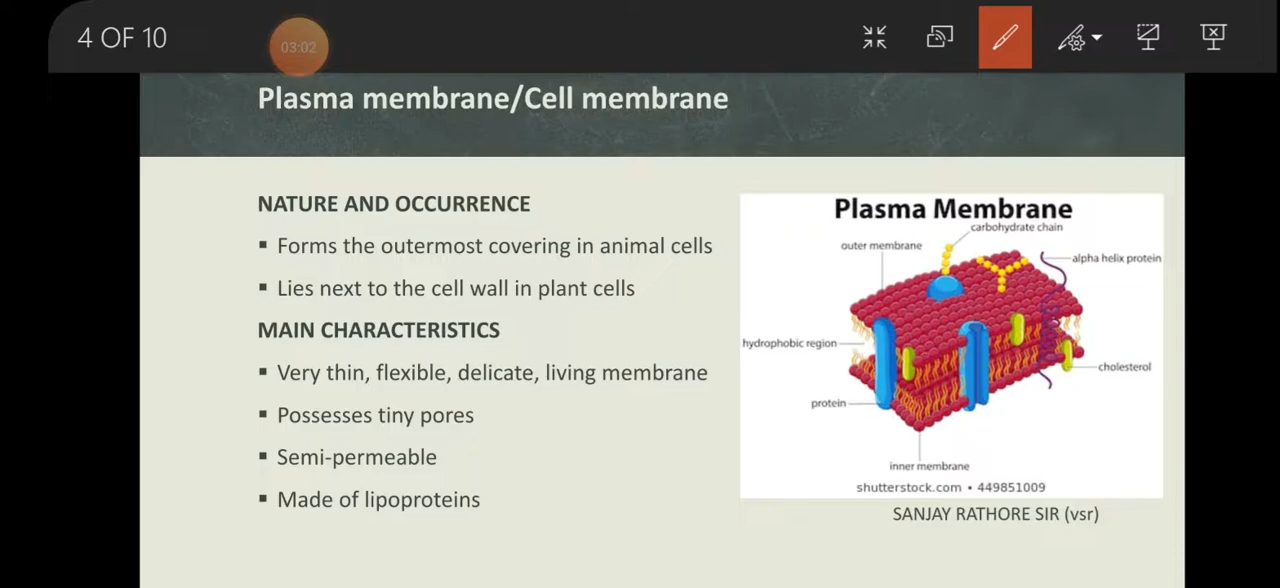 4 OF 10
03:02
Plasma membrane/Cell membrane
NATURE AND OCCURRENCE
▪ Forms the outermost covering in animal cells
▪ Lies next to the cell wall in plant cells
MAIN CHARACTERISTICS
▪ Very thin, flexible, delicate, living membrane
▪ Possesses tiny pores
▪ Semi-permeable
▪ Made of lipoproteins
Plasma Membrane
carbohydrate chain
outer membrane
alpha helix protein
hydrophobic region
cholesterol
protein
inner membrane
shutterstock.com • 449851009
SANJAY RATHORE SIR (vsr)